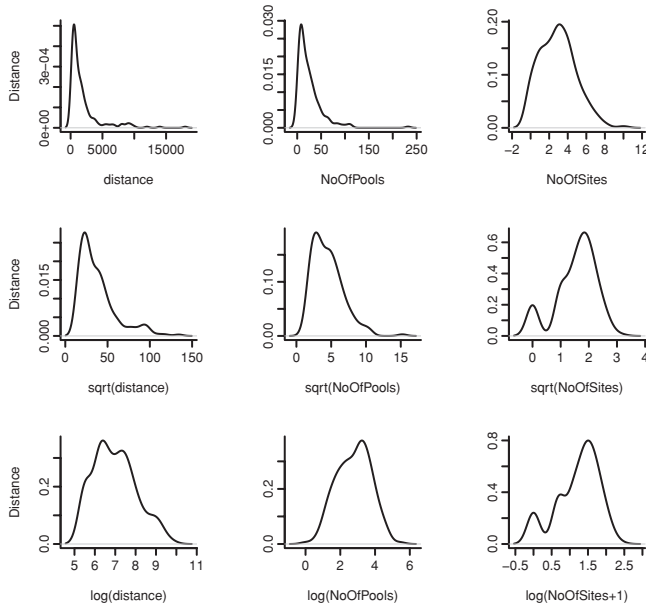 Distance
0e+00 3e−04
0 5000 15000
distance
0.000 0.015 0.030
0 50 150 250
NoOfPools
0.00 0.10 0.20
−2 0 2 4 6 8 12
NoOfSites
Distance
0.000 0.015
0 50 100 150
sqrt(distance)
0.00 0.10
0 5 10 15
sqrt(NoOfPools)
0.0 0.2 0.4 0.6
0 1 2 3 4
sqrt(NoOfSites)
Distance
0.0 0.2
5 6 7 8 9 11
log(distance)
0.0 0.2
0 2 4 6
log(NoOfPools)
0.0 0.4 0.8
−0.5 0.5 1.5 2.5
log(NoOfSites+1)